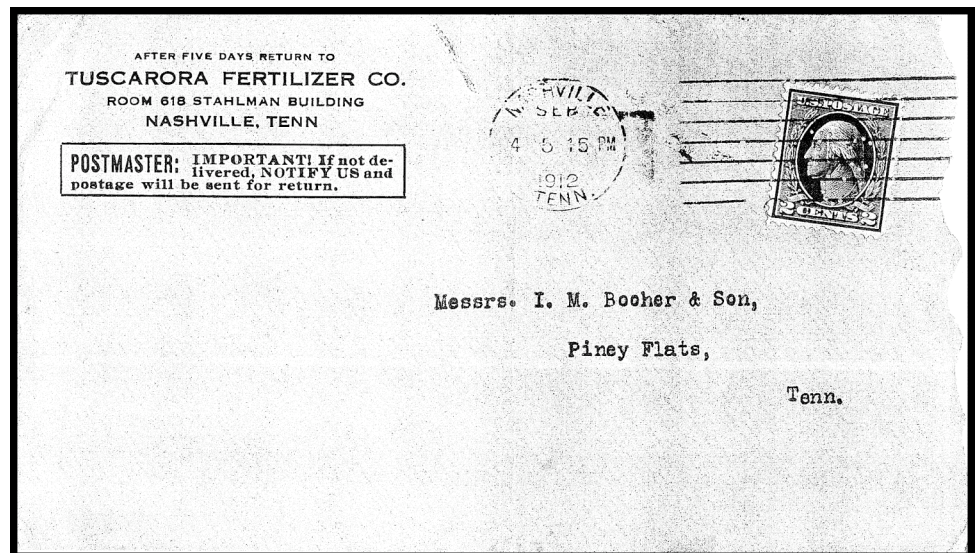 AFTER FIVE DAYS RETURN TO
TUSCARORA FERTILIZER CO.
ROOM 618 STAHLMAN BUILDING
NASHVILLE, TENN
POSTMASTER: IMPORTANT! If not de-
livered, NOTIFY US and
postage will be sent for return.
NASHVILLE
SEP
4 5 15 PM
1912
TENN.
U.S. POSTAGE
2 CENTS 2
Messrs. I. M. Booher & Son,
Piney Flats,
Tenn.